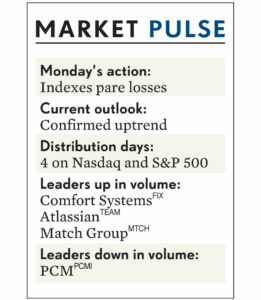 MARKET PULSE
Monday's action:
Indexes pare losses
Current outlook:
Confirmed uptrend
Distribution days:
4 on Nasdaq and S&P 500
Leaders up in volume:
Comfort Systems FIX
Atlassian TEAM
Match Group MTCH
Leaders down in volume:
PCM PCMI